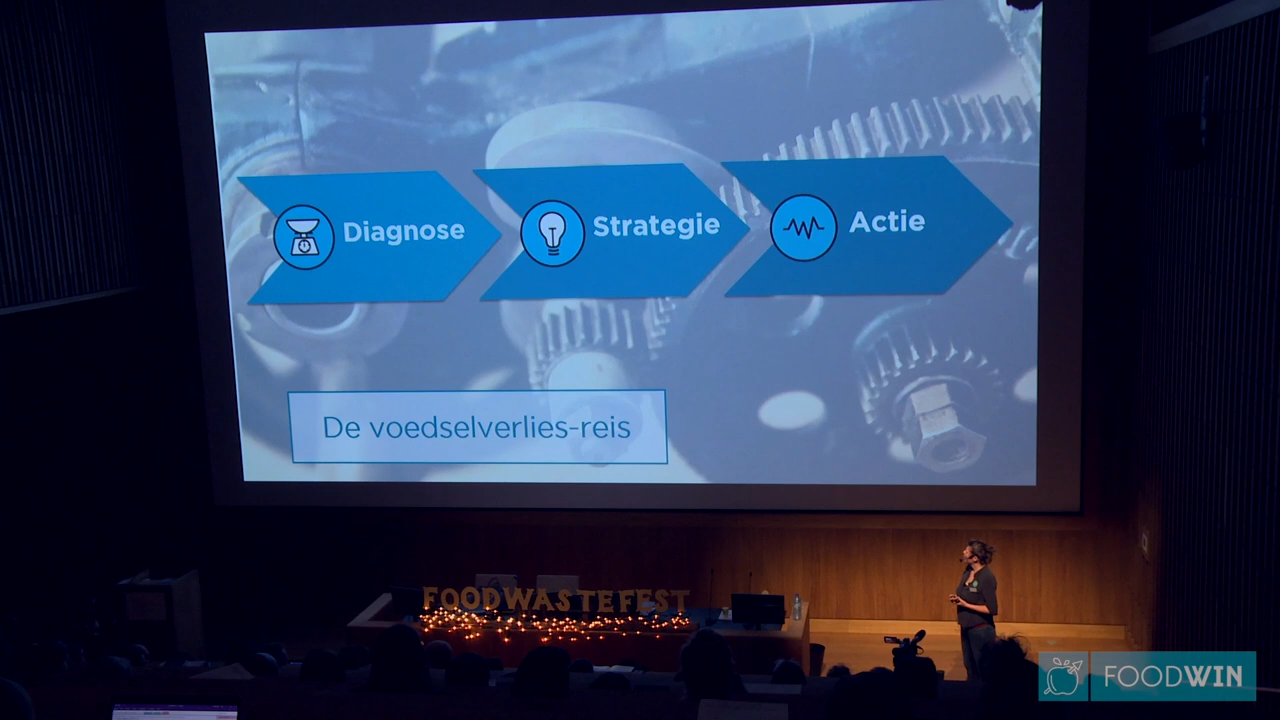 Diagnose
Strategie
Actie
De voedselverlies-reis
FOODWASTEFEST
FOODWIN